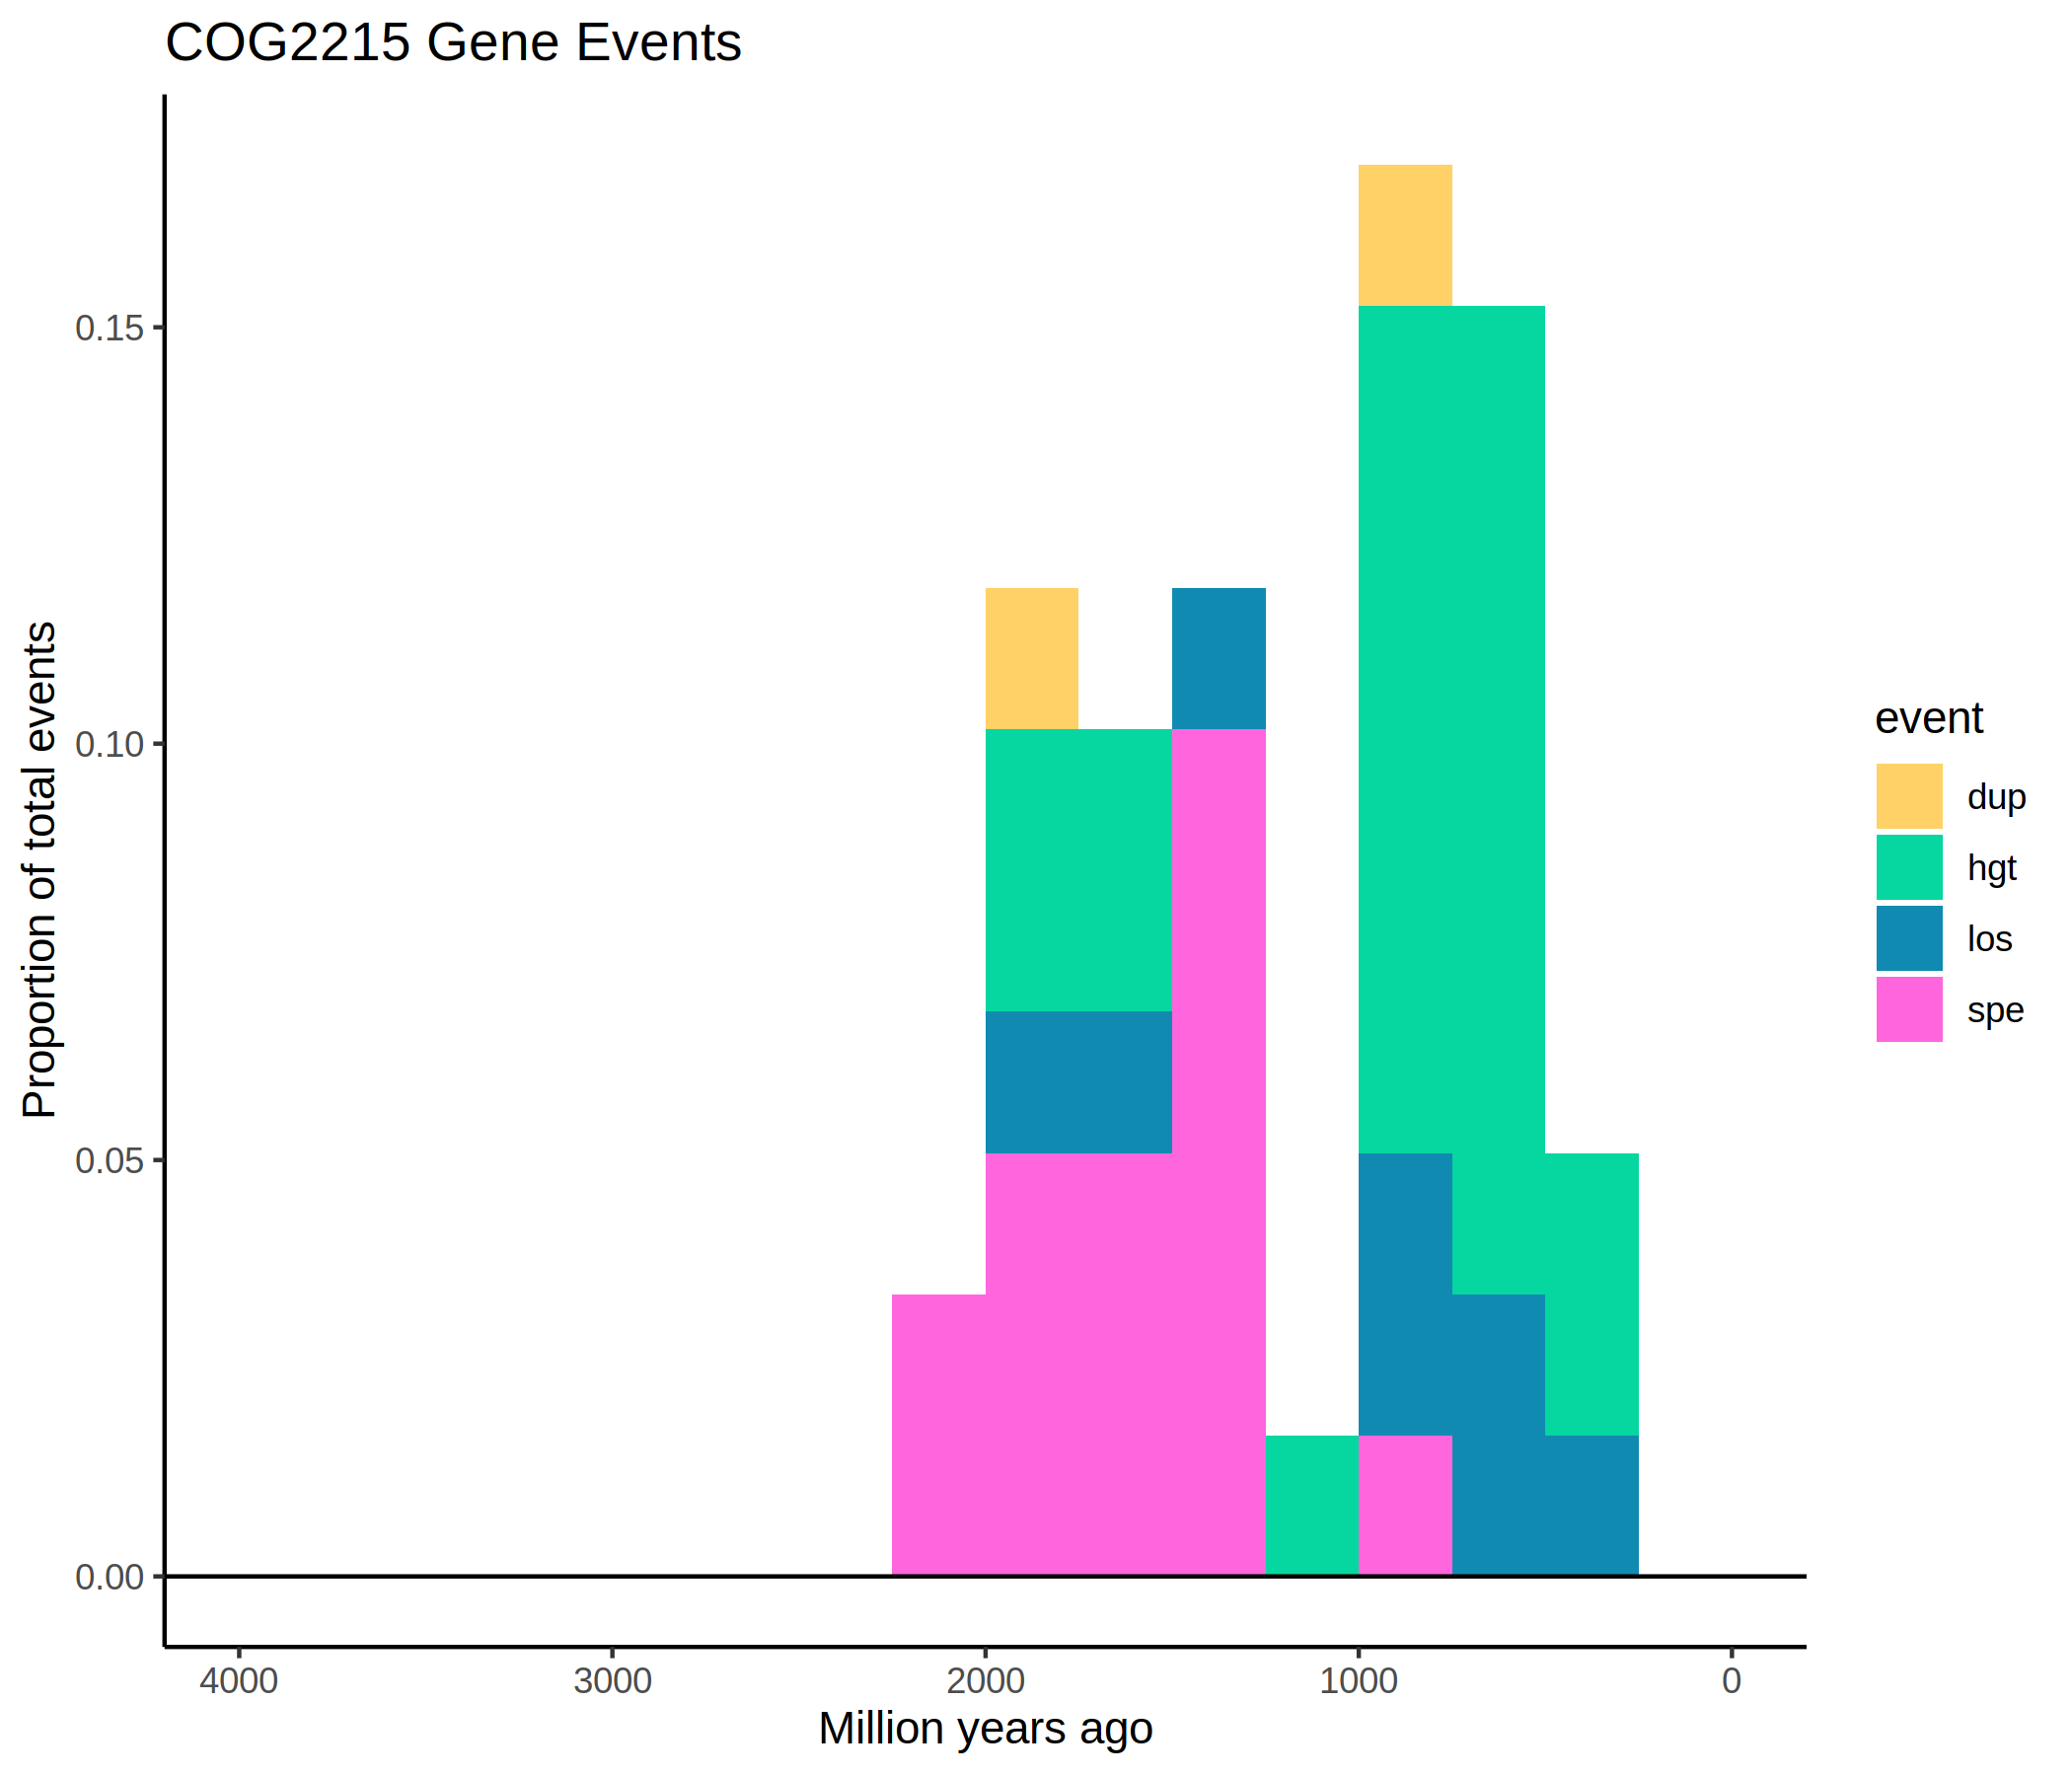 COG2215 Gene Events
Proportion of total events
0.15
0.10
0.05
0.00
4000 3000 2000 1000 0
Million years ago
event
dup
hgt
los
spe